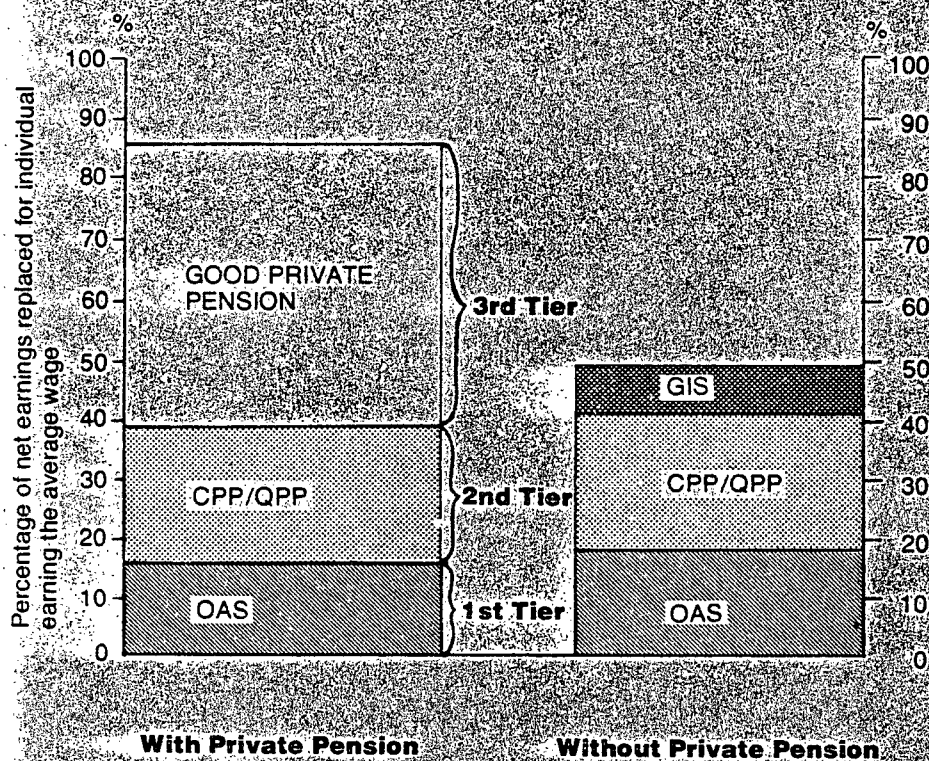 %
%
100
90
80
70
60
50
40
30
20
10
0
Percentage of net earnings replaced for individual
earning the average wage
GOOD PRIVATE
PENSION
CPP/QPP
OAS
3rd Tier
2nd Tier
1st Tier
GIS
CPP/QPP
OAS
100
90
80
70
60
50
40
30
20
10
0
With Private Pension
Without Private Pension